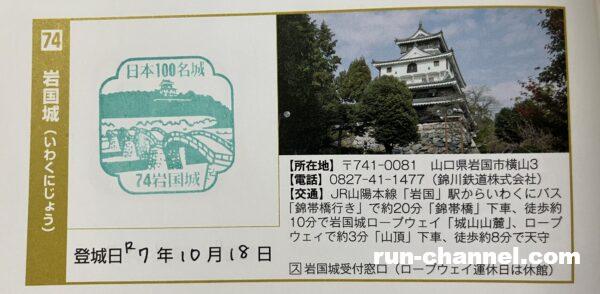 74
岩国城(いわくにじょう)
日本100名城
74岩国城
登城日R7年10月18日
【所在地】〒741-0081 山口県岩国市横山3
【電話】0827-41-1477(錦川鉄道株式会社)
【交通】JR山陽本線「岩国」駅からいわくにバス
「錦帯橋行き」で約20分「錦帯橋」下車、徒歩約
10分で岩国城ロープウェイ「城山山麓」、ロープ
ウェィで約3分「山頂」下車、徒歩約8分で天守
ス 岩国城受付窓口(ロープウェイ運休日は休館)
run-channel.com